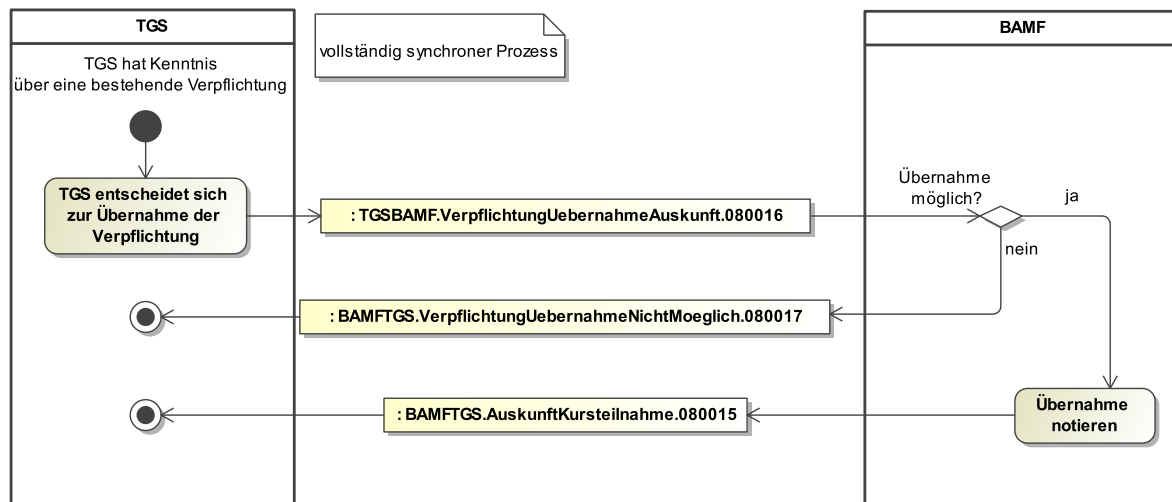 TGS
BAMF
vollständig synchroner Prozess
TGS hat Kenntnis
über eine bestehende Verpflichtung
TGS entscheidet sich
zur Übernahme der
Verpflichtung
: TGSBAMF.VerpflichtungUebernahmeAuskunft.080016
Übernahme
möglich?
ja
nein
: BAMFTGS.VerpflichtungUebernahmeNichtMoeglich.080017
: BAMFTGS.AuskunftKursteilnahme.080015
Übernahme
notieren